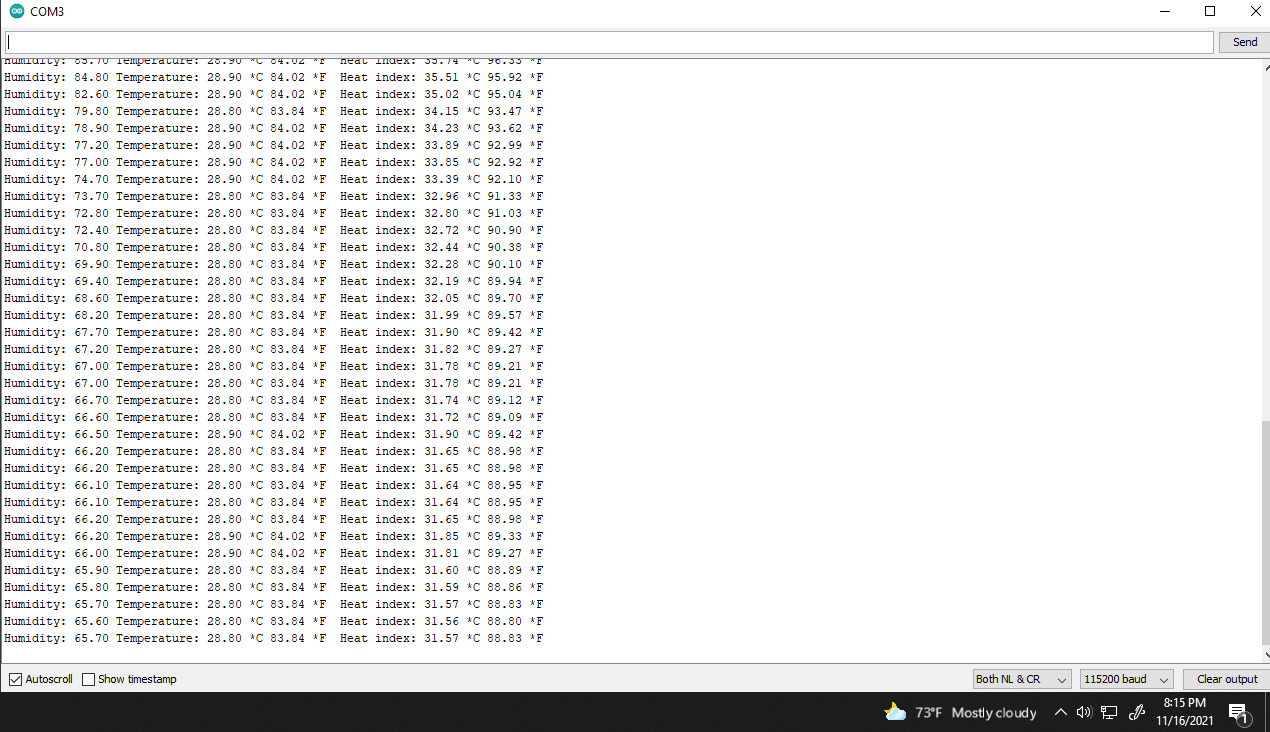 COM3
Send
Humidity: 85.70 Temperature: 28.90 *C 84.02 *F  Heat index: 35.74 *C 96.33 *F
Humidity: 84.80 Temperature: 28.90 *C 84.02 *F  Heat index: 35.51 *C 95.92 *F
Humidity: 82.60 Temperature: 28.90 *C 84.02 *F  Heat index: 35.02 *C 95.04 *F
Humidity: 79.80 Temperature: 28.80 *C 83.84 *F  Heat index: 34.15 *C 93.47 *F
Humidity: 78.90 Temperature: 28.90 *C 84.02 *F  Heat index: 34.23 *C 93.62 *F
Humidity: 77.20 Temperature: 28.90 *C 84.02 *F  Heat index: 33.89 *C 92.99 *F
Humidity: 77.00 Temperature: 28.90 *C 84.02 *F  Heat index: 33.85 *C 92.92 *F
Humidity: 74.70 Temperature: 28.90 *C 84.02 *F  Heat index: 33.39 *C 92.10 *F
Humidity: 73.70 Temperature: 28.80 *C 83.84 *F  Heat index: 32.96 *C 91.33 *F
Humidity: 72.80 Temperature: 28.80 *C 83.84 *F  Heat index: 32.80 *C 91.03 *F
Humidity: 72.40 Temperature: 28.80 *C 83.84 *F  Heat index: 32.72 *C 90.90 *F
Humidity: 70.80 Temperature: 28.80 *C 83.84 *F  Heat index: 32.44 *C 90.38 *F
Humidity: 69.90 Temperature: 28.80 *C 83.84 *F  Heat index: 32.28 *C 90.10 *F
Humidity: 69.40 Temperature: 28.80 *C 83.84 *F  Heat index: 32.19 *C 89.94 *F
Humidity: 68.60 Temperature: 28.80 *C 83.84 *F  Heat index: 32.05 *C 89.70 *F
Humidity: 68.20 Temperature: 28.80 *C 83.84 *F  Heat index: 31.99 *C 89.57 *F
Humidity: 67.70 Temperature: 28.80 *C 83.84 *F  Heat index: 31.90 *C 89.42 *F
Humidity: 67.20 Temperature: 28.80 *C 83.84 *F  Heat index: 31.82 *C 89.27 *F
Humidity: 67.00 Temperature: 28.80 *C 83.84 *F  Heat index: 31.78 *C 89.21 *F
Humidity: 67.00 Temperature: 28.80 *C 83.84 *F  Heat index: 31.78 *C 89.21 *F
Humidity: 66.70 Temperature: 28.80 *C 83.84 *F  Heat index: 31.74 *C 89.12 *F
Humidity: 66.60 Temperature: 28.80 *C 83.84 *F  Heat index: 31.72 *C 89.09 *F
Humidity: 66.50 Temperature: 28.90 *C 84.02 *F  Heat index: 31.90 *C 89.42 *F
Humidity: 66.20 Temperature: 28.80 *C 83.84 *F  Heat index: 31.65 *C 88.98 *F
Humidity: 66.20 Temperature: 28.80 *C 83.84 *F  Heat index: 31.65 *C 88.98 *F
Humidity: 66.10 Temperature: 28.80 *C 83.84 *F  Heat index: 31.64 *C 88.95 *F
Humidity: 66.10 Temperature: 28.80 *C 83.84 *F  Heat index: 31.64 *C 88.95 *F
Humidity: 66.20 Temperature: 28.80 *C 83.84 *F  Heat index: 31.65 *C 88.98 *F
Humidity: 66.20 Temperature: 28.90 *C 84.02 *F  Heat index: 31.85 *C 89.33 *F
Humidity: 66.00 Temperature: 28.90 *C 84.02 *F  Heat index: 31.81 *C 89.27 *F
Humidity: 65.90 Temperature: 28.80 *C 83.84 *F  Heat index: 31.60 *C 88.89 *F
Humidity: 65.80 Temperature: 28.80 *C 83.84 *F  Heat index: 31.59 *C 88.86 *F
Humidity: 65.70 Temperature: 28.80 *C 83.84 *F  Heat index: 31.57 *C 88.83 *F
Humidity: 65.60 Temperature: 28.80 *C 83.84 *F  Heat index: 31.56 *C 88.80 *F
Humidity: 65.70 Temperature: 28.80 *C 83.84 *F  Heat index: 31.57 *C 88.83 *F
Autoscroll Show timestamp Both NL & CR 115200 baud Clear output
73°F Mostly cloudy
8:15 PM
11/16/2021
1